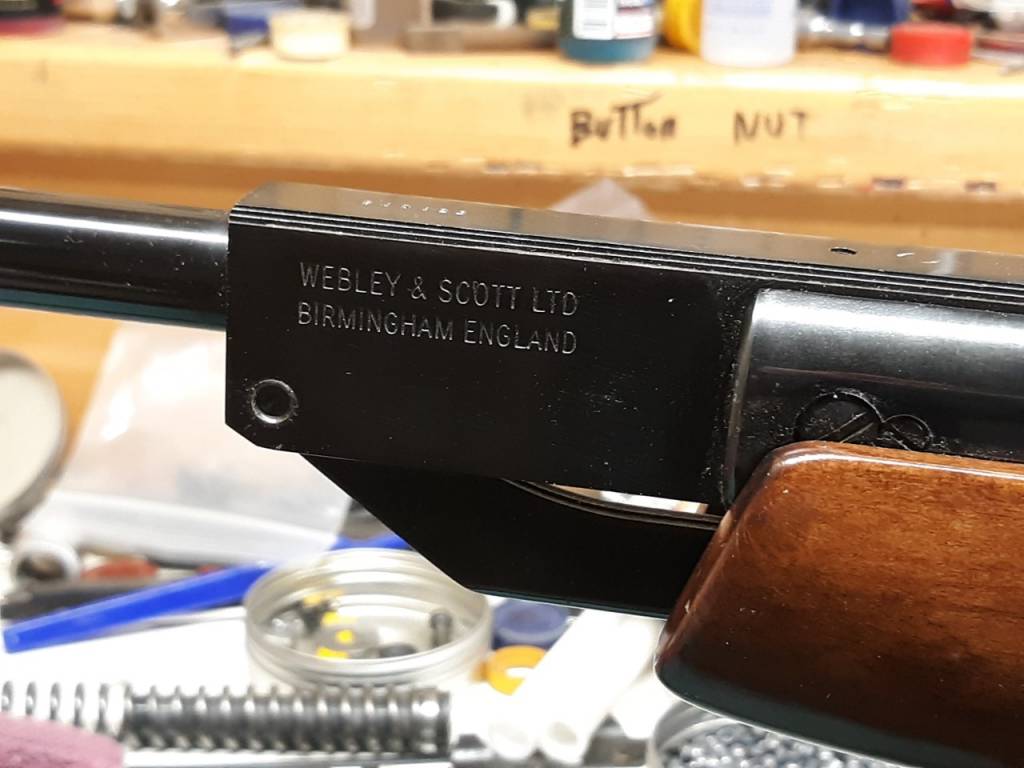 BUTTON NUT
WEBLEY & SCOTT LTD
BIRMINGHAM ENGLAND